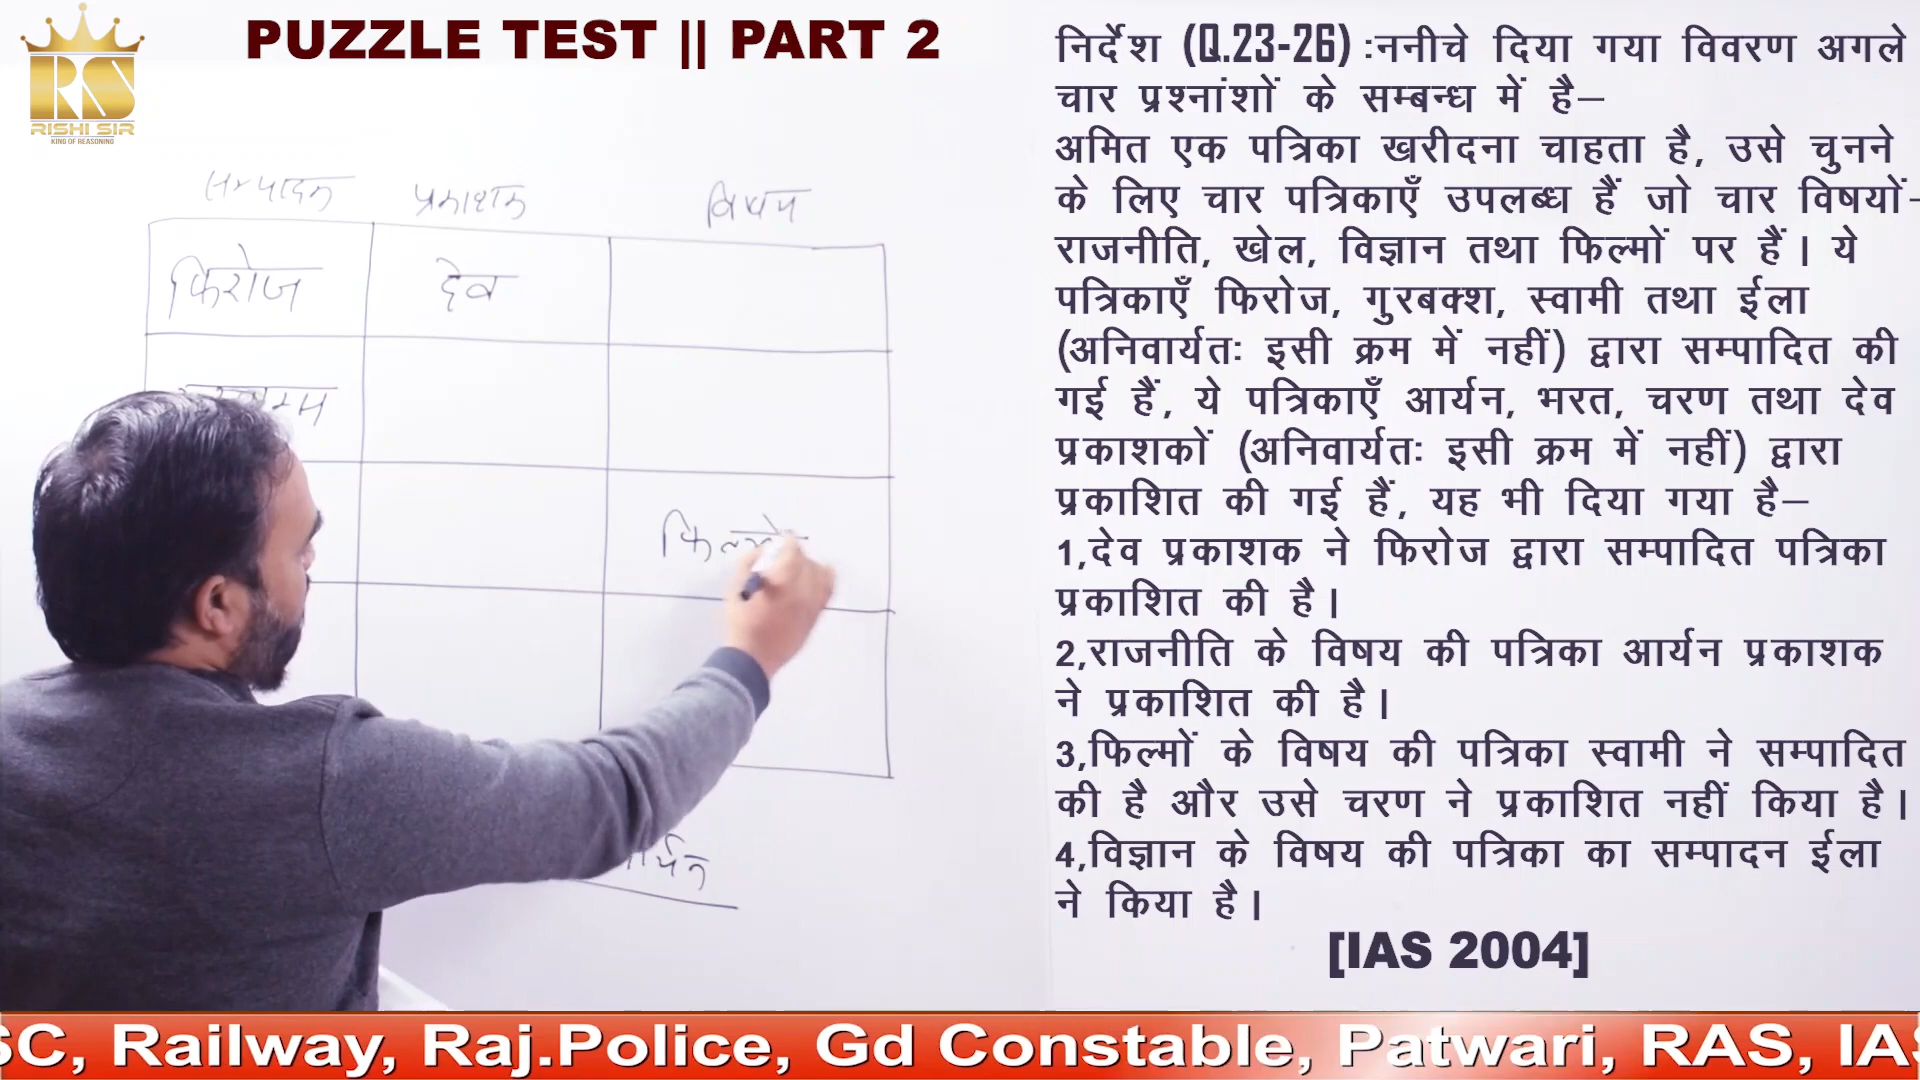 PUZZLE TEST || PART 2
RS
RISHI SIR
KING OF REASONING
सम्पादक प्रकाशक विषय
फिरोज देव
निर्देश (Q.23-26) :ननीचे दिया गया विवरण अगले
चार प्रश्नांशों के सम्बन्ध में है–
अमित एक पत्रिका खरीदना चाहता है, उसे चुनने
के लिए चार पत्रिकाएँ उपलब्ध हैं जो चार विषयों-
राजनीति, खेल, विज्ञान तथा फिल्मों पर हैं। ये
पत्रिकाएँ फिरोज, गुरबक्श, स्वामी तथा ईला
(अनिवार्यतः इसी क्रम में नहीं) द्वारा सम्पादित की
गई हैं, ये पत्रिकाएँ आर्यन, भरत, चरण तथा देव
प्रकाशकों (अनिवार्यतः इसी क्रम में नहीं) द्वारा
प्रकाशित की गई हैं, यह भी दिया गया है–
1,देव प्रकाशक ने फिरोज द्वारा सम्पादित पत्रिका
प्रकाशित की है।
2,राजनीति के विषय की पत्रिका आर्यन प्रकाशक
ने प्रकाशित की है।
3,फिल्मों के विषय की पत्रिका स्वामी ने सम्पादित
की है और उसे चरण ने प्रकाशित नहीं किया है।
4,विज्ञान के विषय की पत्रिका का सम्पादन ईला
ने किया है।
[IAS 2004]
SC, Railway, Raj.Police, Gd Constable, Patwari, RAS, IAS